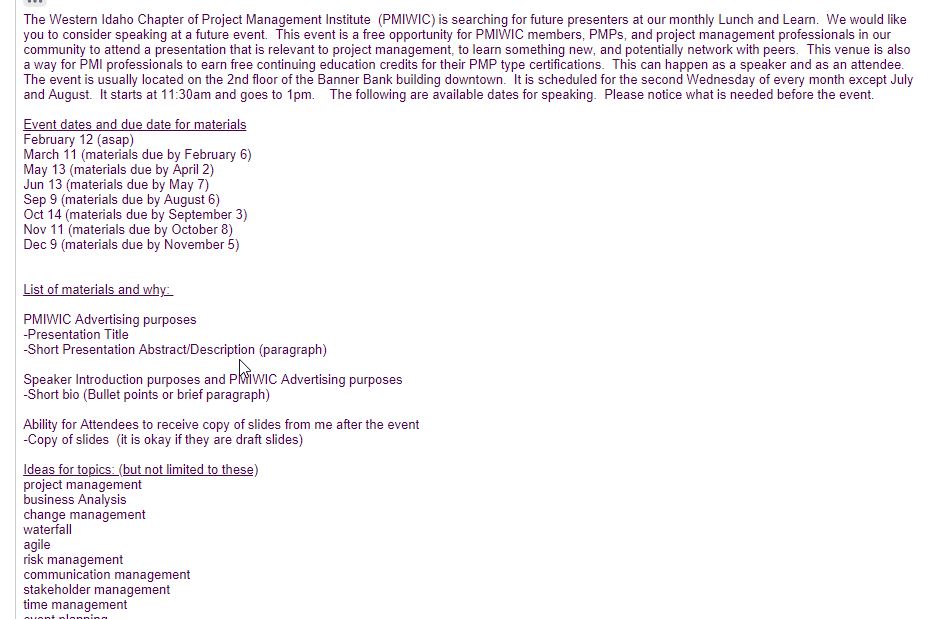 The Western Idaho Chapter of Project Management Institute  (PMIWIC) is searching for future presenters at our monthly Lunch and Learn.  We would like
you to consider speaking at a future event.  This event is a free opportunity for PMIWIC members, PMPs, and project management professionals in our
community to attend a presentation that is relevant to project management, to learn something new, and potentially network with peers.  This venue is also
a way for PMI professionals to earn free continuing education credits for their PMP type certifications.  This can happen as a speaker and as an attendee.
The event is usually located on the 2nd floor of the Banner Bank building downtown.  It is scheduled for the second Wednesday of every month except July
and August.  It starts at 11:30am and goes to 1pm.    The following are available dates for speaking.  Please notice what is needed before the event.
Event dates and due date for materials
February 12 (asap)
March 11 (materials due by February 6)
May 13 (materials due by April 2)
Jun 13 (materials due by May 7)
Sep 9 (materials due by August 6)
Oct 14 (materials due by September 3)
Nov 11 (materials due by October 8)
Dec 9 (materials due by November 5)
List of materials and why:
PMIWIC Advertising purposes
-Presentation Title
-Short Presentation Abstract/Description (paragraph)
Speaker Introduction purposes and PMIWIC Advertising purposes
-Short bio (Bullet points or brief paragraph)
Ability for Attendees to receive copy of slides from me after the event
-Copy of slides  (it is okay if they are draft slides)
Ideas for topics: (but not limited to these)
project management
business Analysis
change management
waterfall
agile
risk management
communication management
stakeholder management
time management
event planning